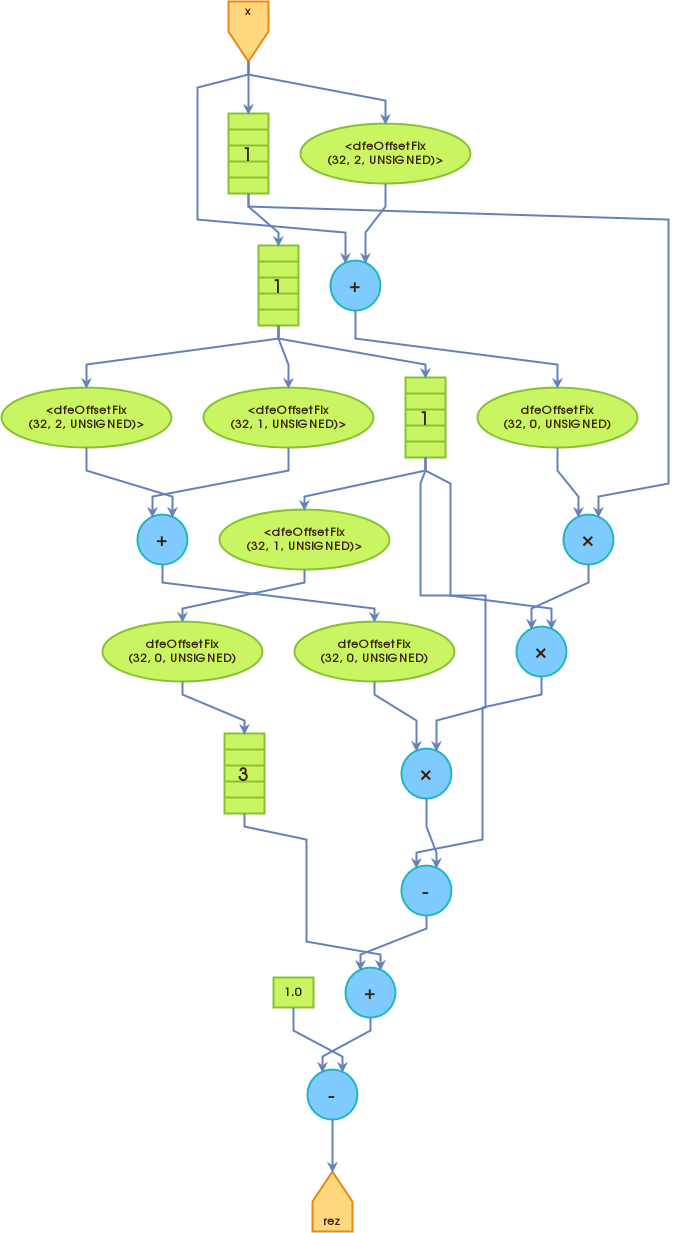 x
1
<dfeOffsetFix
(32, 2, UNSIGNED)>
1
+
<dfeOffsetFix
(32, 2, UNSIGNED)>
<dfeOffsetFix
(32, 1, UNSIGNED)>
1
dfeOffsetFix
(32, 0, UNSIGNED)
+
<dfeOffsetFix
(32, 1, UNSIGNED)>
×
dfeOffsetFix
(32, 0, UNSIGNED)
dfeOffsetFix
(32, 0, UNSIGNED)
×
3
×
-
1.0
+
-
rez